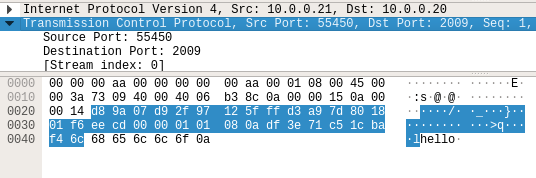 Internet Protocol Version 4, Src: 10.0.0.21, Dst: 10.0.0.20
Transmission Control Protocol, Src Port: 55450, Dst Port: 2009, Seq: 1,
Source Port: 55450
Destination Port: 2009
[Stream index: 0]
0000 00 00 00 aa 00 00 00 00 00 aa 00 01 08 00 45 00 ········ ······E·
0010 00 3a 73 09 40 00 40 06 b3 8c 0a 00 00 15 0a 00 ·:s·@·@· ········
0020 00 14 d8 9a 07 d9 2f 97 12 5f ff d3 a9 7d 80 18 ······/· ·_···}··
0030 01 f6 ee cd 00 00 01 01 08 0a df 3e 71 c5 1c ba ········ ···>q···
0040 f4 6c 68 65 6c 6c 6f 0a ·lhello·